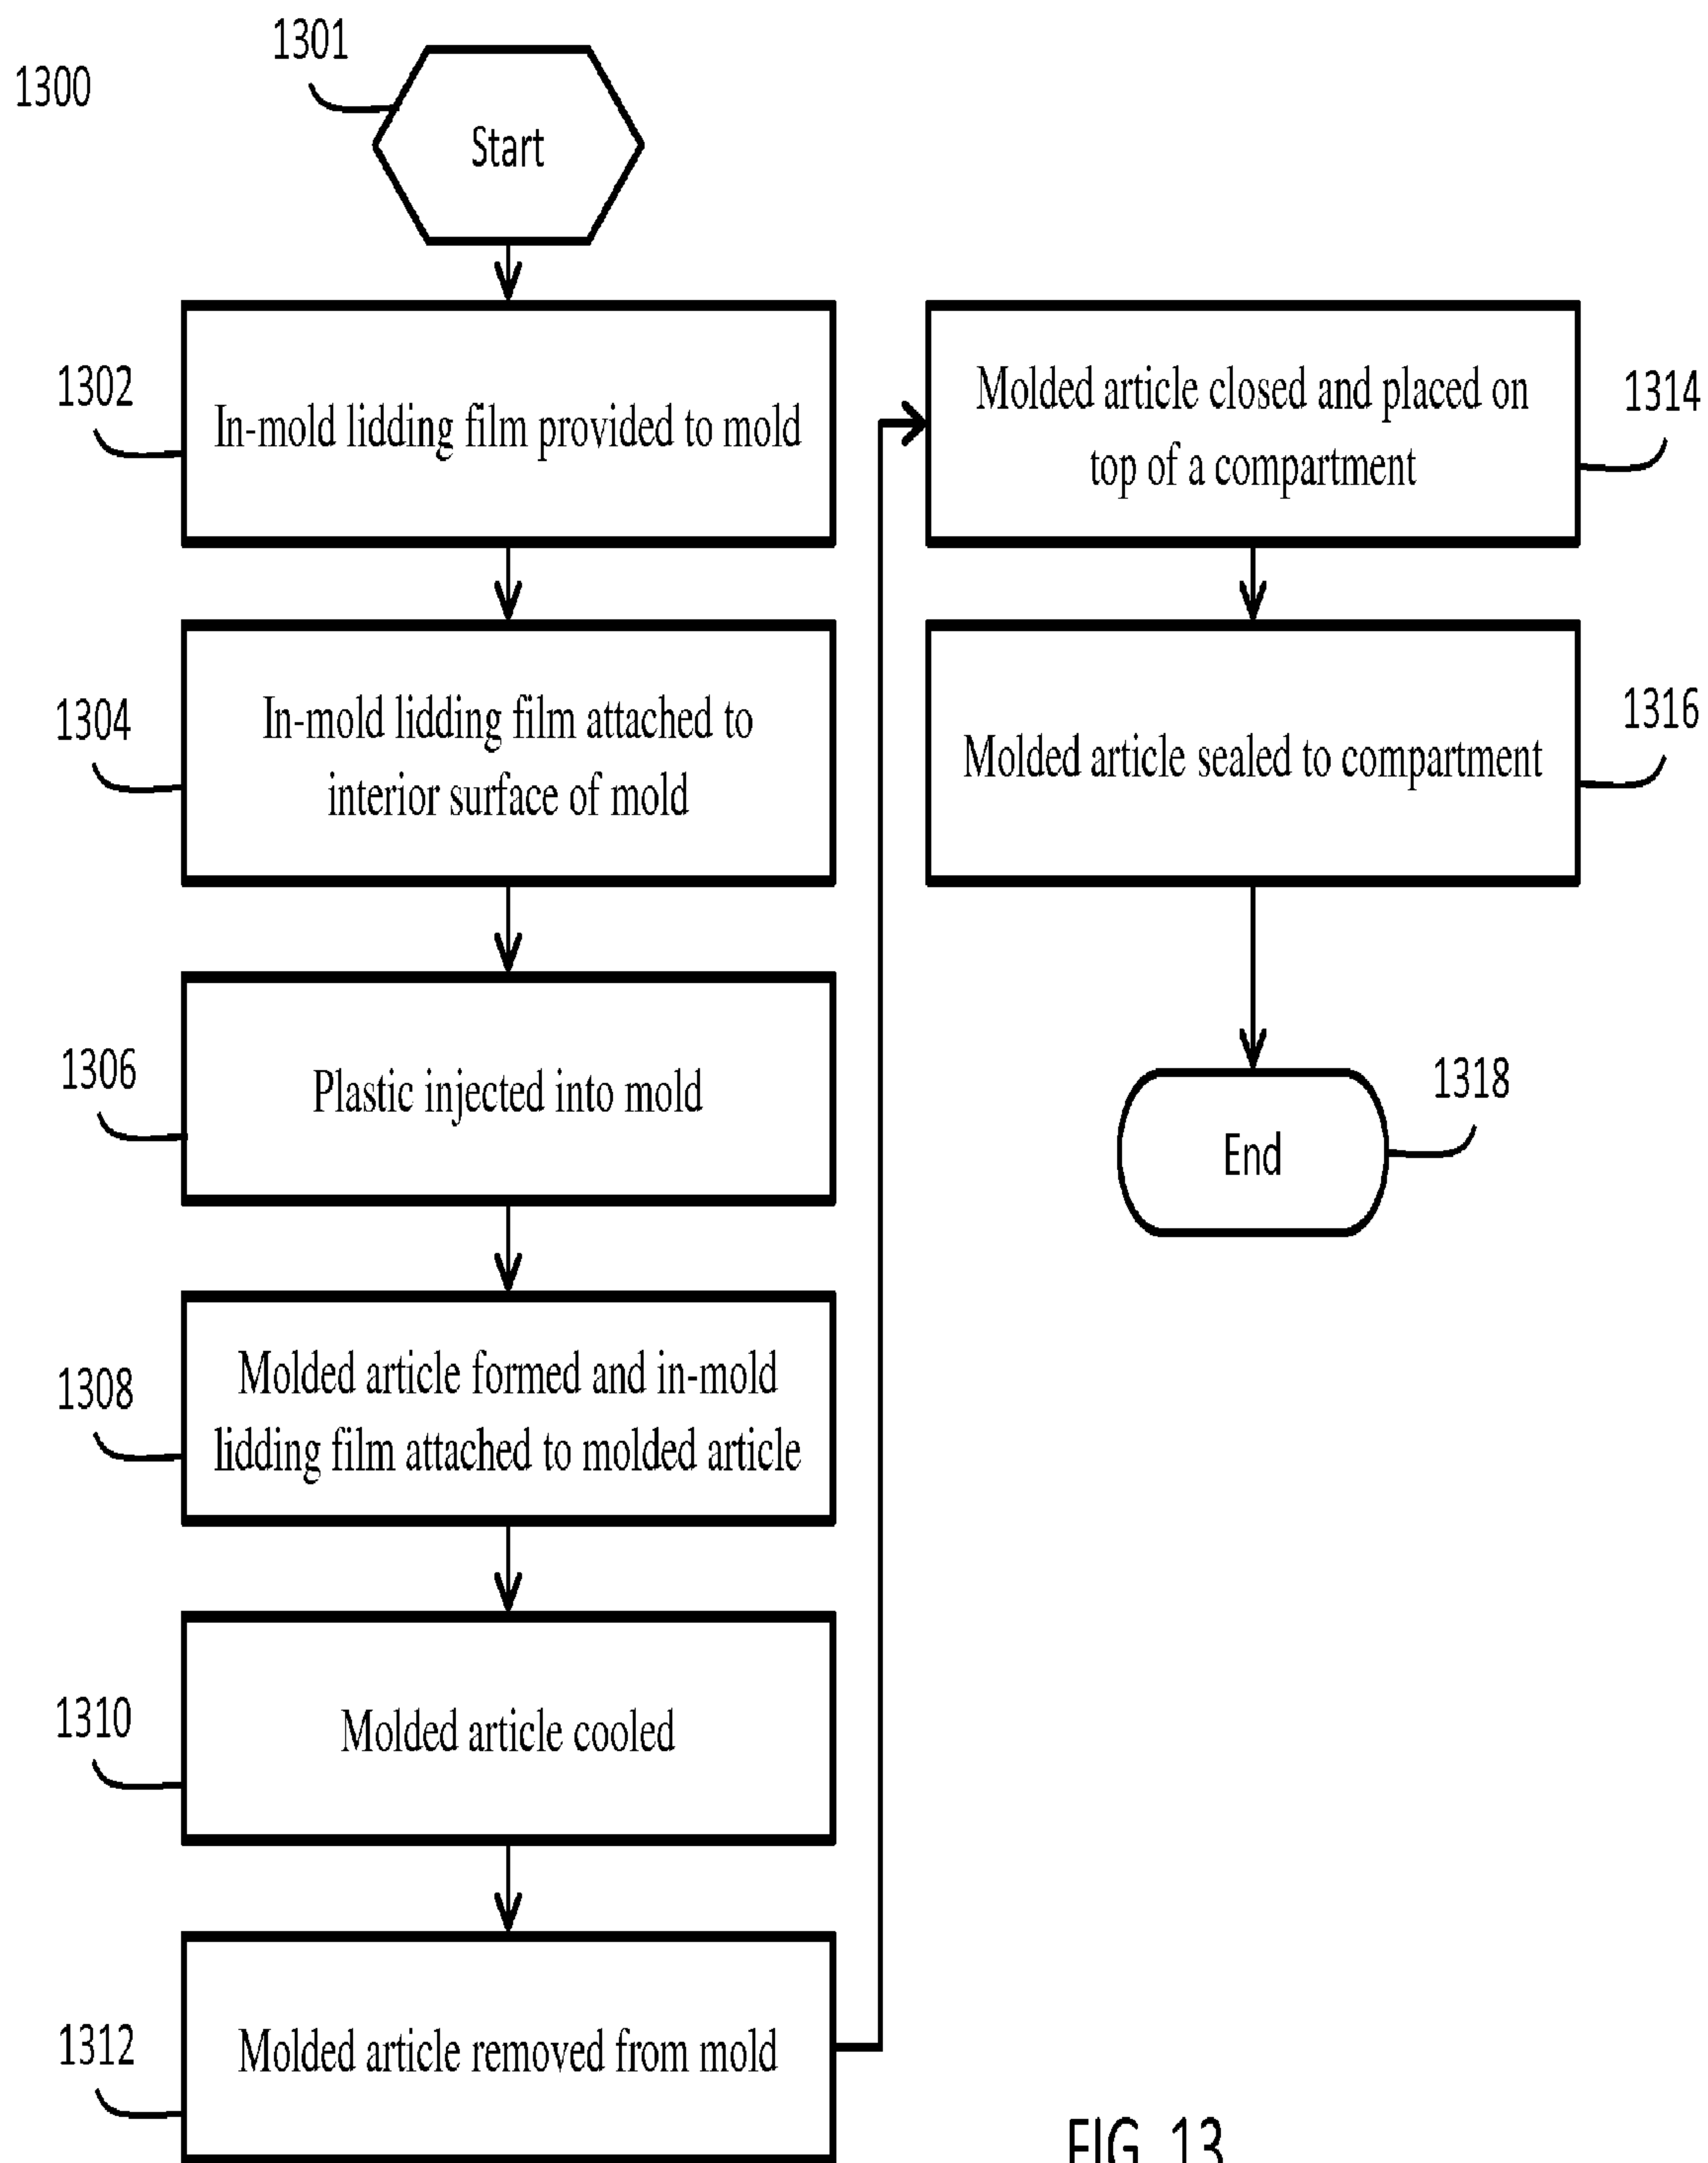 1300
1301
Start
1302
In-mold lidding film provided to mold
1304
In-mold lidding film attached to
interior surface of mold
1306
Plastic injected into mold
1308
Molded article formed and in-mold
lidding film attached to molded article
1310
Molded article cooled
1312
Molded article removed from mold
1314
Molded article closed and placed on
top of a compartment
1316
Molded article sealed to compartment
1318
End
FIG. 13